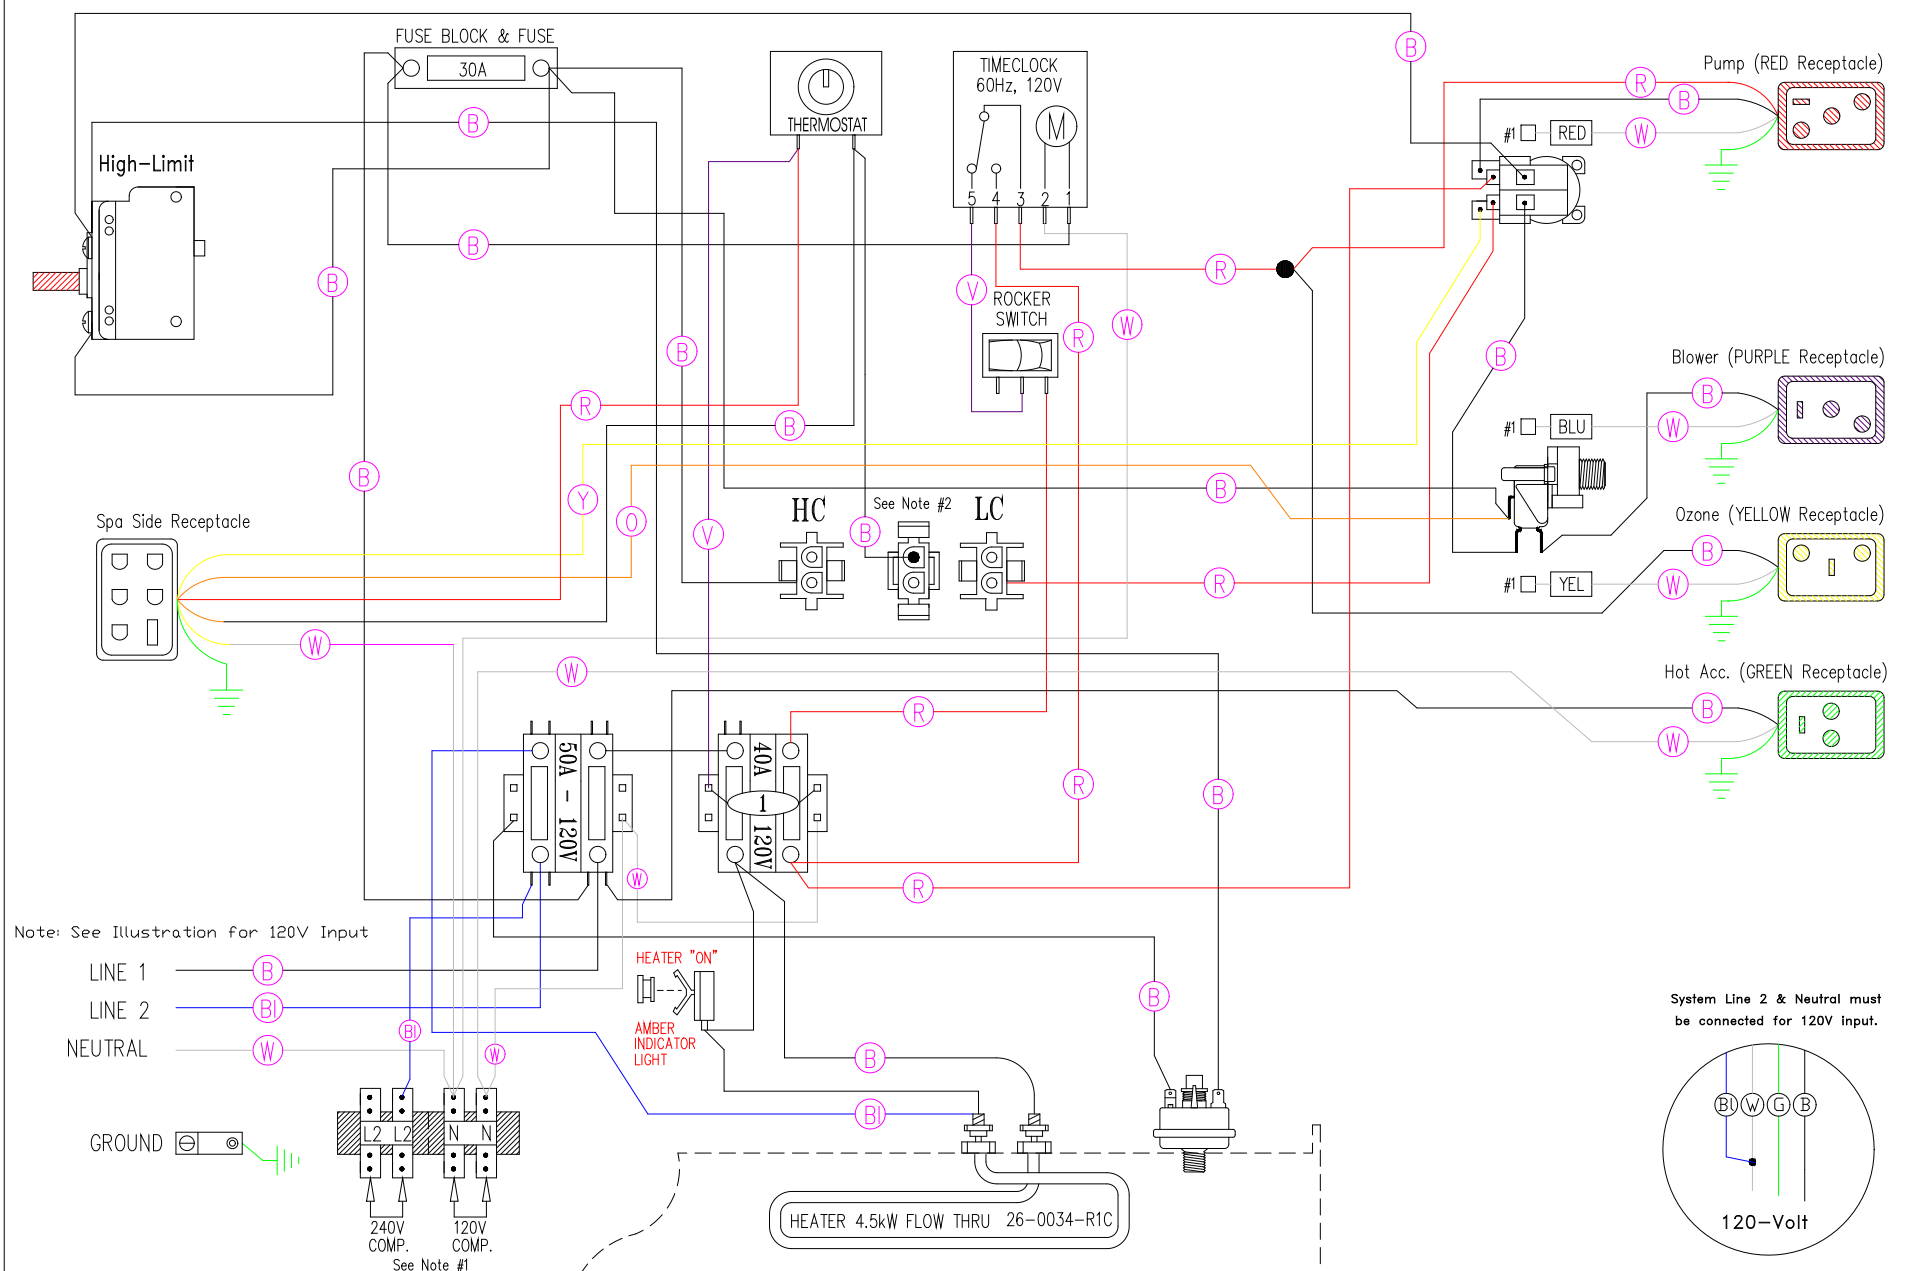 FUSE BLOCK & FUSE
30A
THERMOSTAT
TIMECLOCK
60Hz, 120V
M
5 4 3 2 1
B
R
B
Pump (RED Receptacle)
#1
RED
W
B
High-Limit
B
B
V
ROCKER
SWITCH
R
R
W
B
B
Blower (PURPLE Receptacle)
B
#1
BLU
W
R
B
B
Y
O
V
B
B
HC
See Note #2
LC
Spa Side Receptacle
Ozone (YELLOW Receptacle)
B
#1
YEL
W
R
W
W
Hot Acc. (GREEN Receptacle)
B
W
R
50A - 120V
40A 120V
1
R
B
W
R
Note: See Illustration for 120V Input
LINE 1
B
LINE 2
Bl
NEUTRAL
W
Bl
W
HEATER "ON"
AMBER
INDICATOR
LIGHT
B
Bl
B
GROUND
L2 L2 N N
240V
COMP.
120V
COMP.
See Note #1
HEATER 4.5kW FLOW THRU 26-0034-R1C
System Line 2 & Neutral must
be connected for 120V input.
Bl W G B
120-Volt